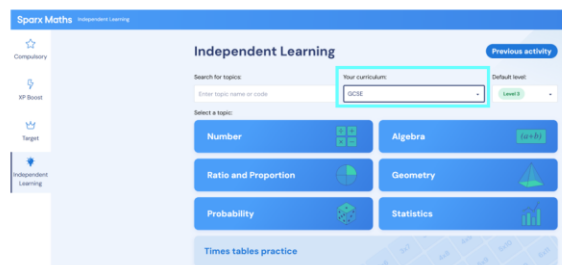 Sparx Maths Independent Learning
Compulsory
XP Boost
Target
Independent
Learning
Independent Learning
Previous activity
Search for topics:
Your curriculum:
Default level:
Enter topic name or code
GCSE
Level 2
Select a topic:
Number
Algebra
(a+b)
Ratio and Proportion
Geometry
Probability
Statistics
Times tables practice